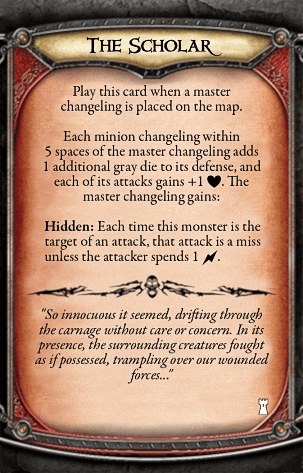 The Scholar
Play this card when a master
changeling is placed on the map.
Each minion changeling within
5 spaces of the master changeling adds
1 additional gray die to its defense, and
each of its attacks gains +1 ♥. The
master changeling gains:
Hidden: Each time this monster is the
target of an attack, that attack is a miss
unless the attacker spends 1 .
"So innocuous it seemed, drifting through
the carnage without care or concern. In its
presence, the surrounding creatures fought
as if possessed, trampling over our wounded
forces..."